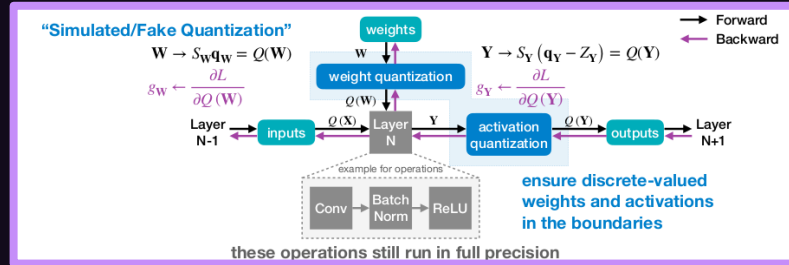 "Simulated/Fake Quantization"
weights
Forward
Backward
W → S_W q_W = Q(W)
W
Y → S_Y (q_Y − Z_Y) = Q(Y)
g_W ← ∂L / ∂Q(W)
weight quantization
g_Y ← ∂L / ∂Q(Y)
Q(W)
Layer
N-1
inputs
Q(X)
Layer
N
Y
activation
quantization
Q(Y)
outputs
Layer
N+1
example for operations
Conv
Batch
Norm
ReLU
ensure discrete-valued
weights and activations
in the boundaries
these operations still run in full precision